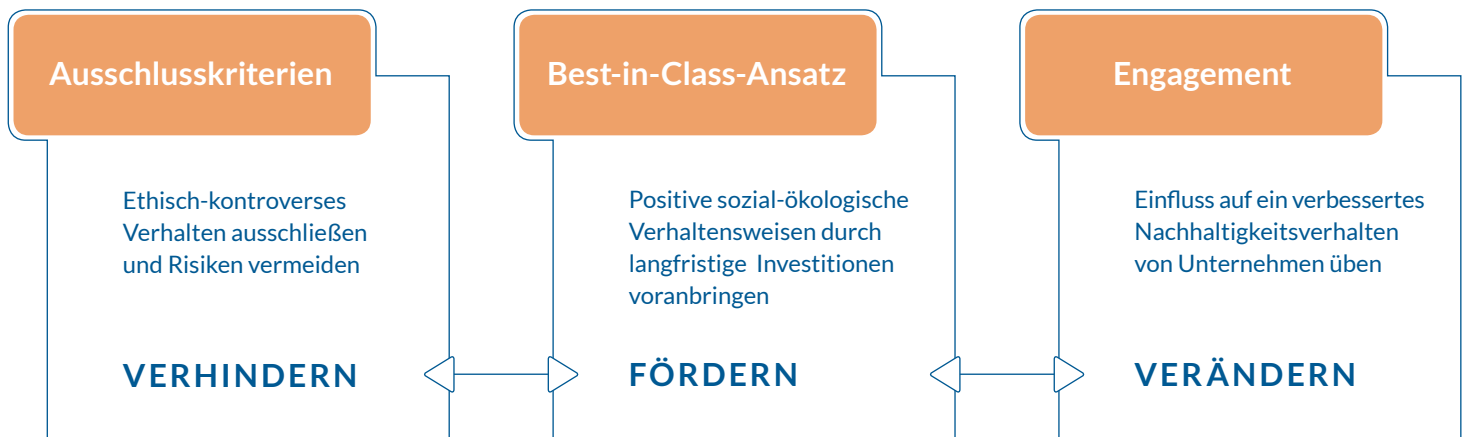 Ausschlusskriterien
Ethisch-kontroverses
Verhalten ausschließen
und Risiken vermeiden
VERHINDERN
Best-in-Class-Ansatz
Positive sozial-ökologische
Verhaltensweisen durch
langfristige Investitionen
voranbringen
FÖRDERN
Engagement
Einfluss auf ein verbessertes
Nachhaltigkeitsverhalten
von Unternehmen üben
VERÄNDERN